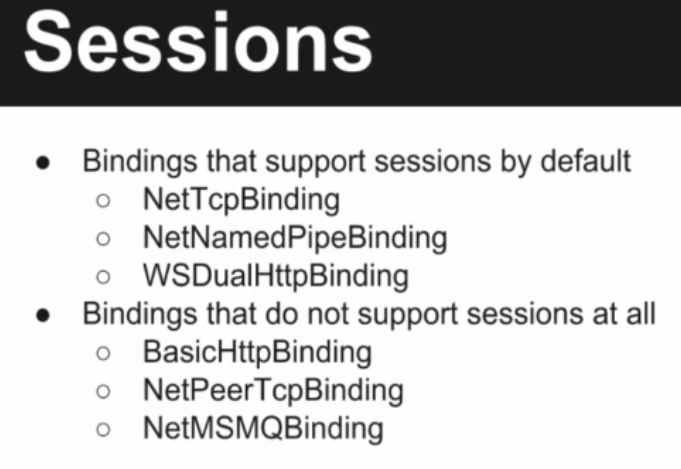 Sessions
● Bindings that support sessions by default
○ NetTcpBinding
○ NetNamedPipeBinding
○ WSDualHttpBinding
● Bindings that do not support sessions at all
○ BasicHttpBinding
○ NetPeerTcpBinding
○ NetMSMQBinding